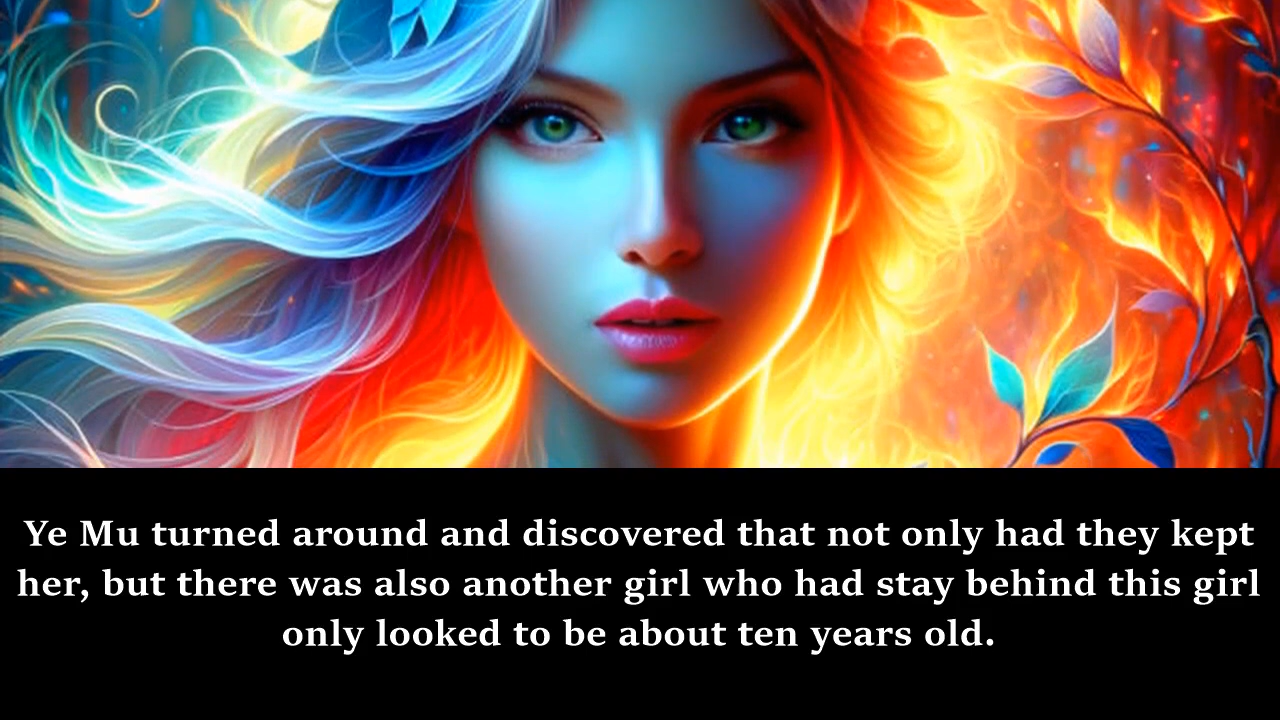 Ye Mu turned around and discovered that not only had they kept
her, but there was also another girl who had stay behind this girl
only looked to be about ten years old.